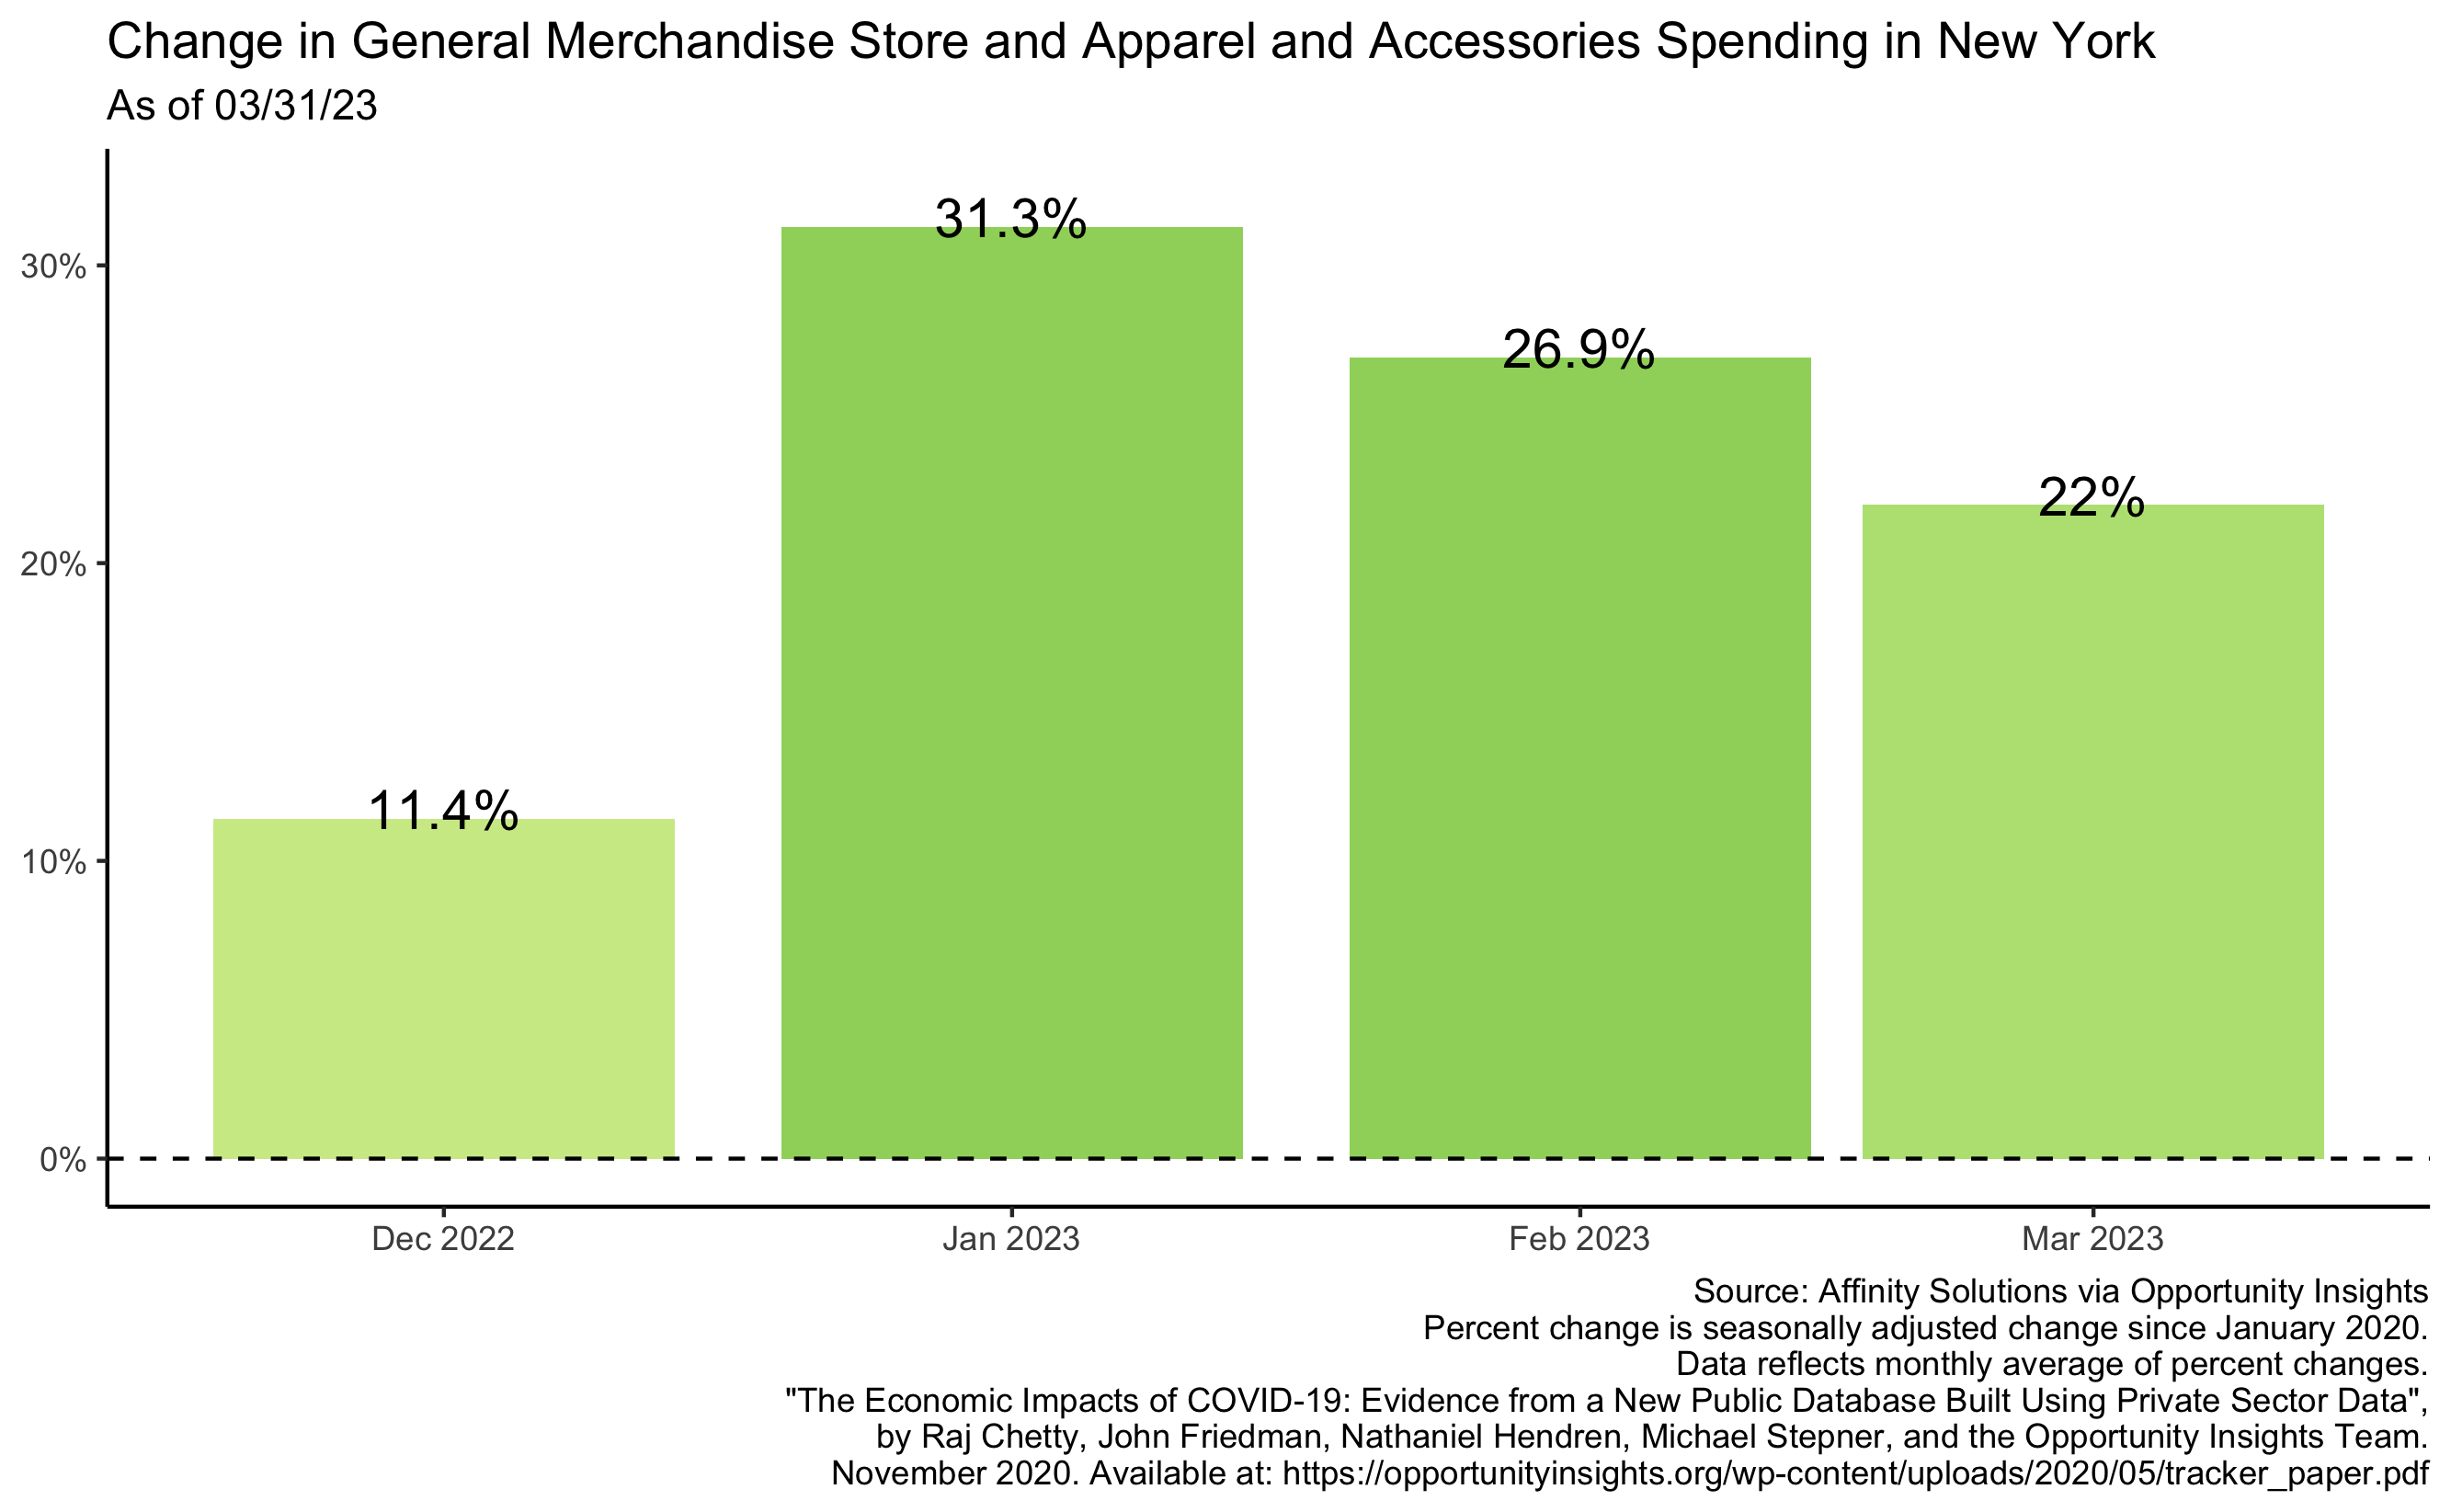 Change in General Merchandise Store and Apparel and Accessories Spending in New York
As of 03/31/23
30%
20%
10%
0%
11.4%
31.3%
26.9%
22%
Dec 2022
Jan 2023
Feb 2023
Mar 2023
Source: Affinity Solutions via Opportunity Insights
Percent change is seasonally adjusted change since January 2020.
Data reflects monthly average of percent changes.
"The Economic Impacts of COVID-19: Evidence from a New Public Database Built Using Private Sector Data",
by Raj Chetty, John Friedman, Nathaniel Hendren, Michael Stepner, and the Opportunity Insights Team.
November 2020. Available at: https://opportunityinsights.org/wp-content/uploads/2020/05/tracker_paper.pdf